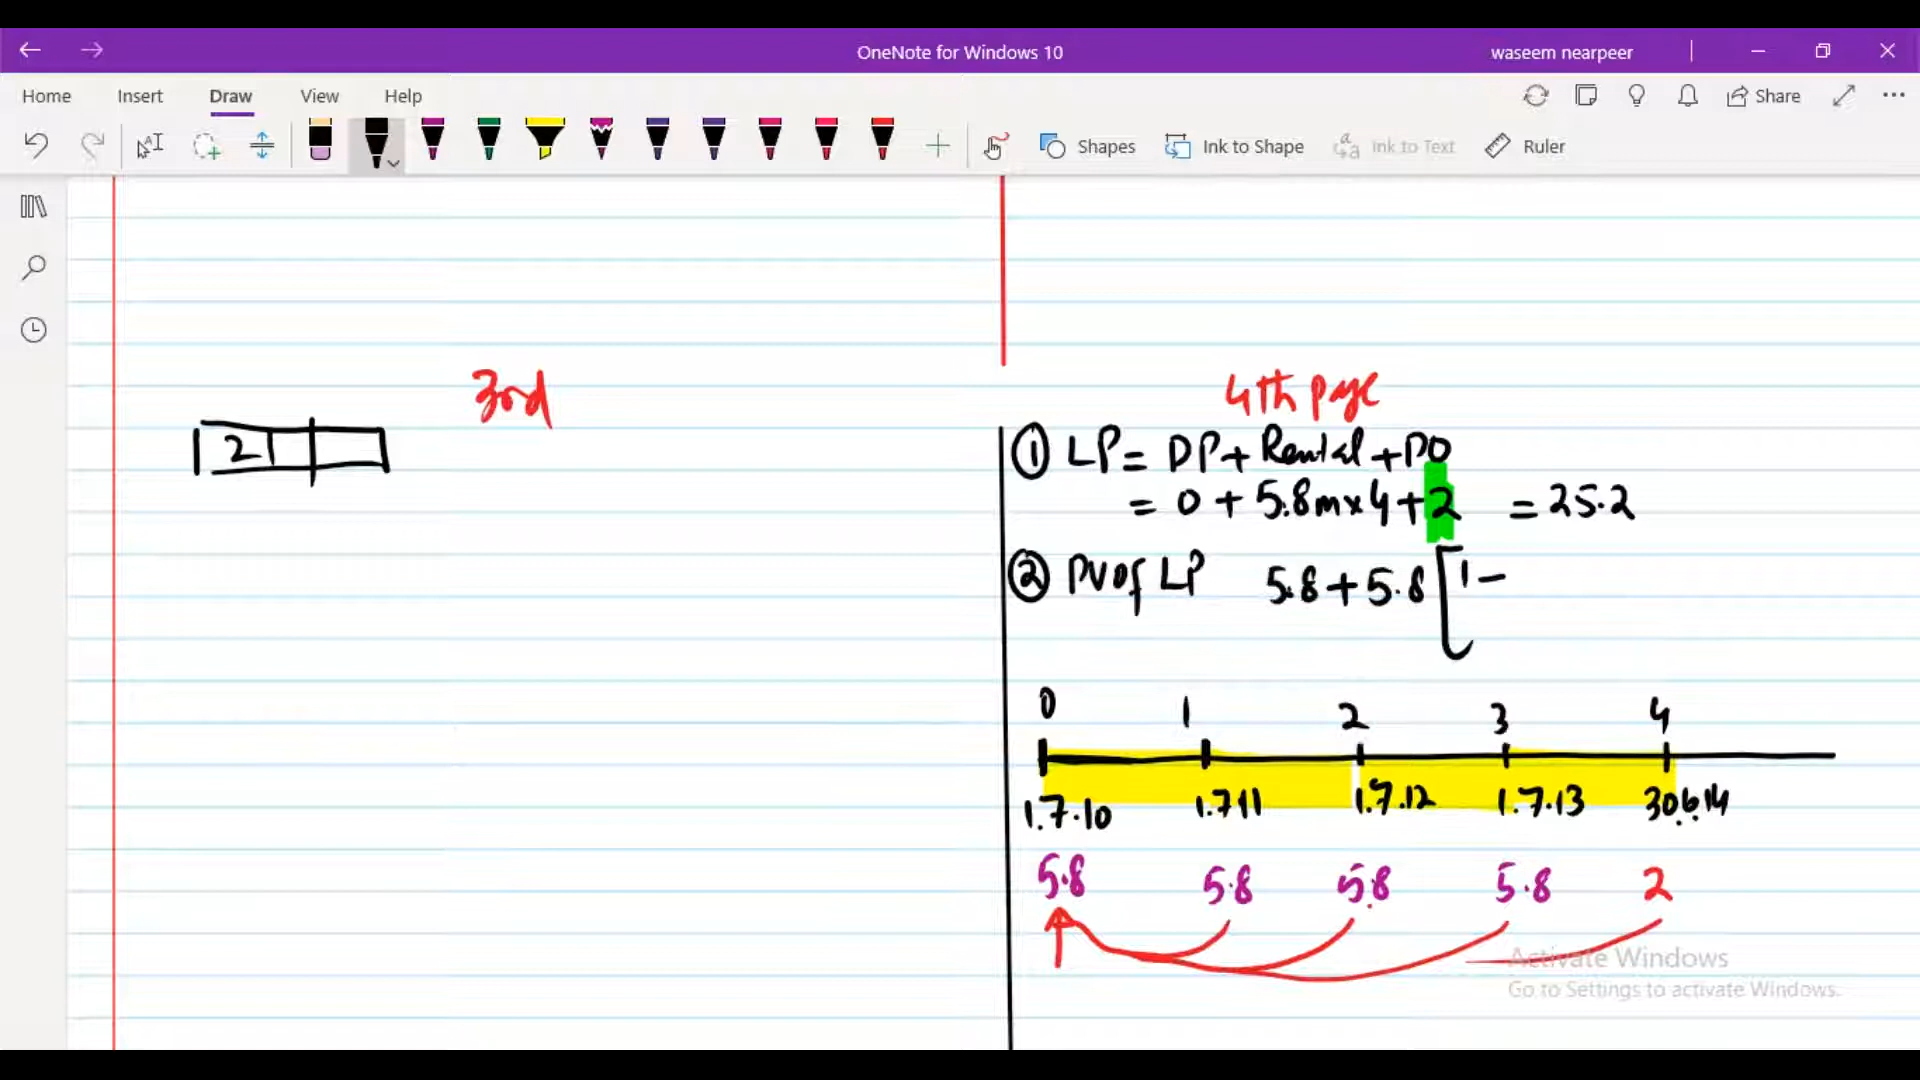 OneNote for Windows 10
waseem nearpeer
Home Insert Draw View Help
Share
Shapes
Ink to Shape
Ink to Text
Ruler
3rd
2
4th page
① LP = DP + Rental + PO
= 0 + 5.8m x 4 + 2 = 25.2
② PV of LP 5.8 + 5.8 [1 -
0 1 2 3 4
1.7.10 1.711 1.7.12 1.7.13 30.6.14
5.8 5.8 5.8 5.8 2
Activate Windows
Go to Settings to activate Windows.